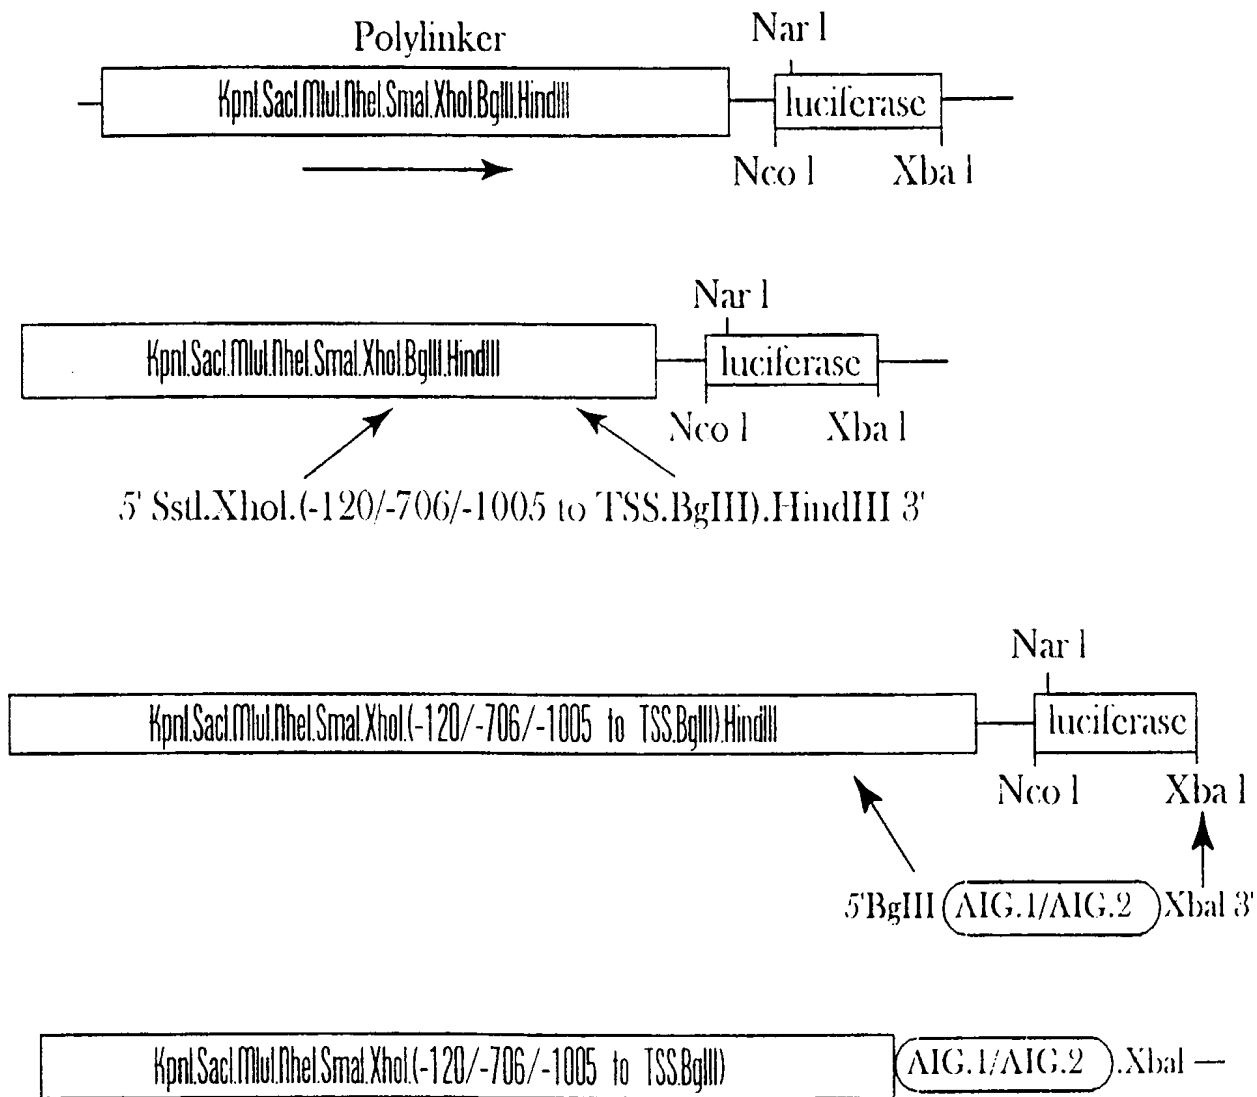 Polylinker
Nar I
KpnI.SacI.MluI.NheI.SmaI.XhoI.BglII.HindIII
luciferase
Nco I
Xba I
Nar I
KpnI.SacI.MluI.NheI.SmaI.XhoI.BglII.HindIII
luciferase
Nco I
Xba I
5' SstI.XhoI.(-120/-706/-1005 to TSS.BglII).HindIII 3'
Nar I
KpnI.SacI.MluI.NheI.SmaI.XhoI.(-120/-706/-1005 to TSS.BglII).HindIII
luciferase
Nco I
Xba I
5'BglII AIG.1/AIG.2 XbaI 3'
KpnI.SacI.MluI.NheI.SmaI.XhoI.(-120/-706/-1005 to TSS.BglII) AIG.1/AIG.2 .XbaI